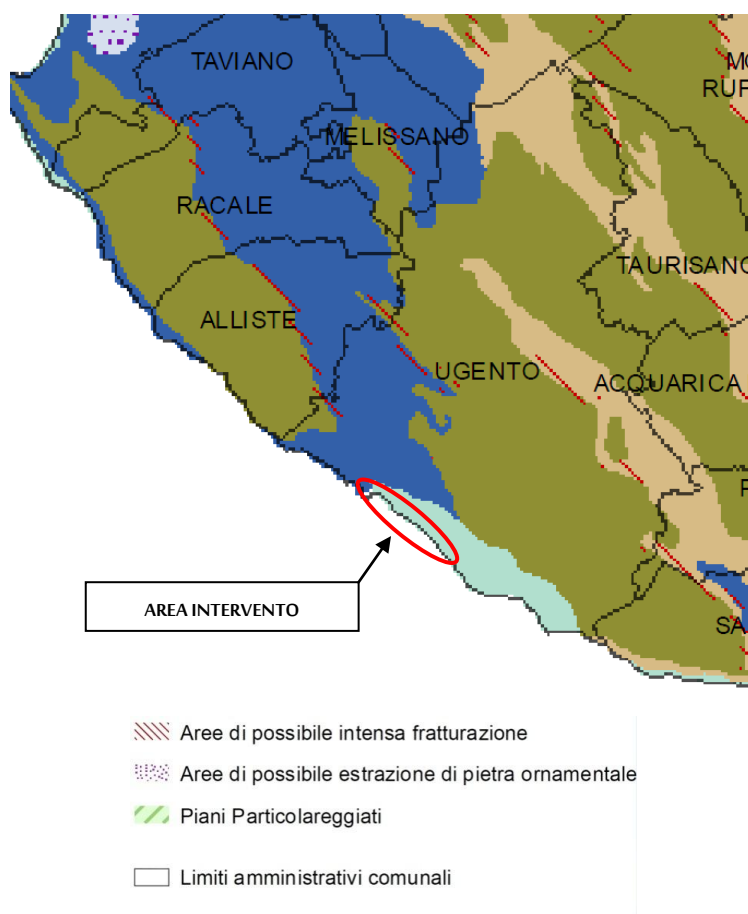 TAVIANO
MELISSANO
RACALE
TAURISANO
ALLISTE
UGENTO
ACQUARICA
AREA INTERVENTO
Aree di possibile intensa fratturazione
Aree di possibile estrazione di pietra ornamentale
Piani Particolareggiati
Limiti amministrativi comunali